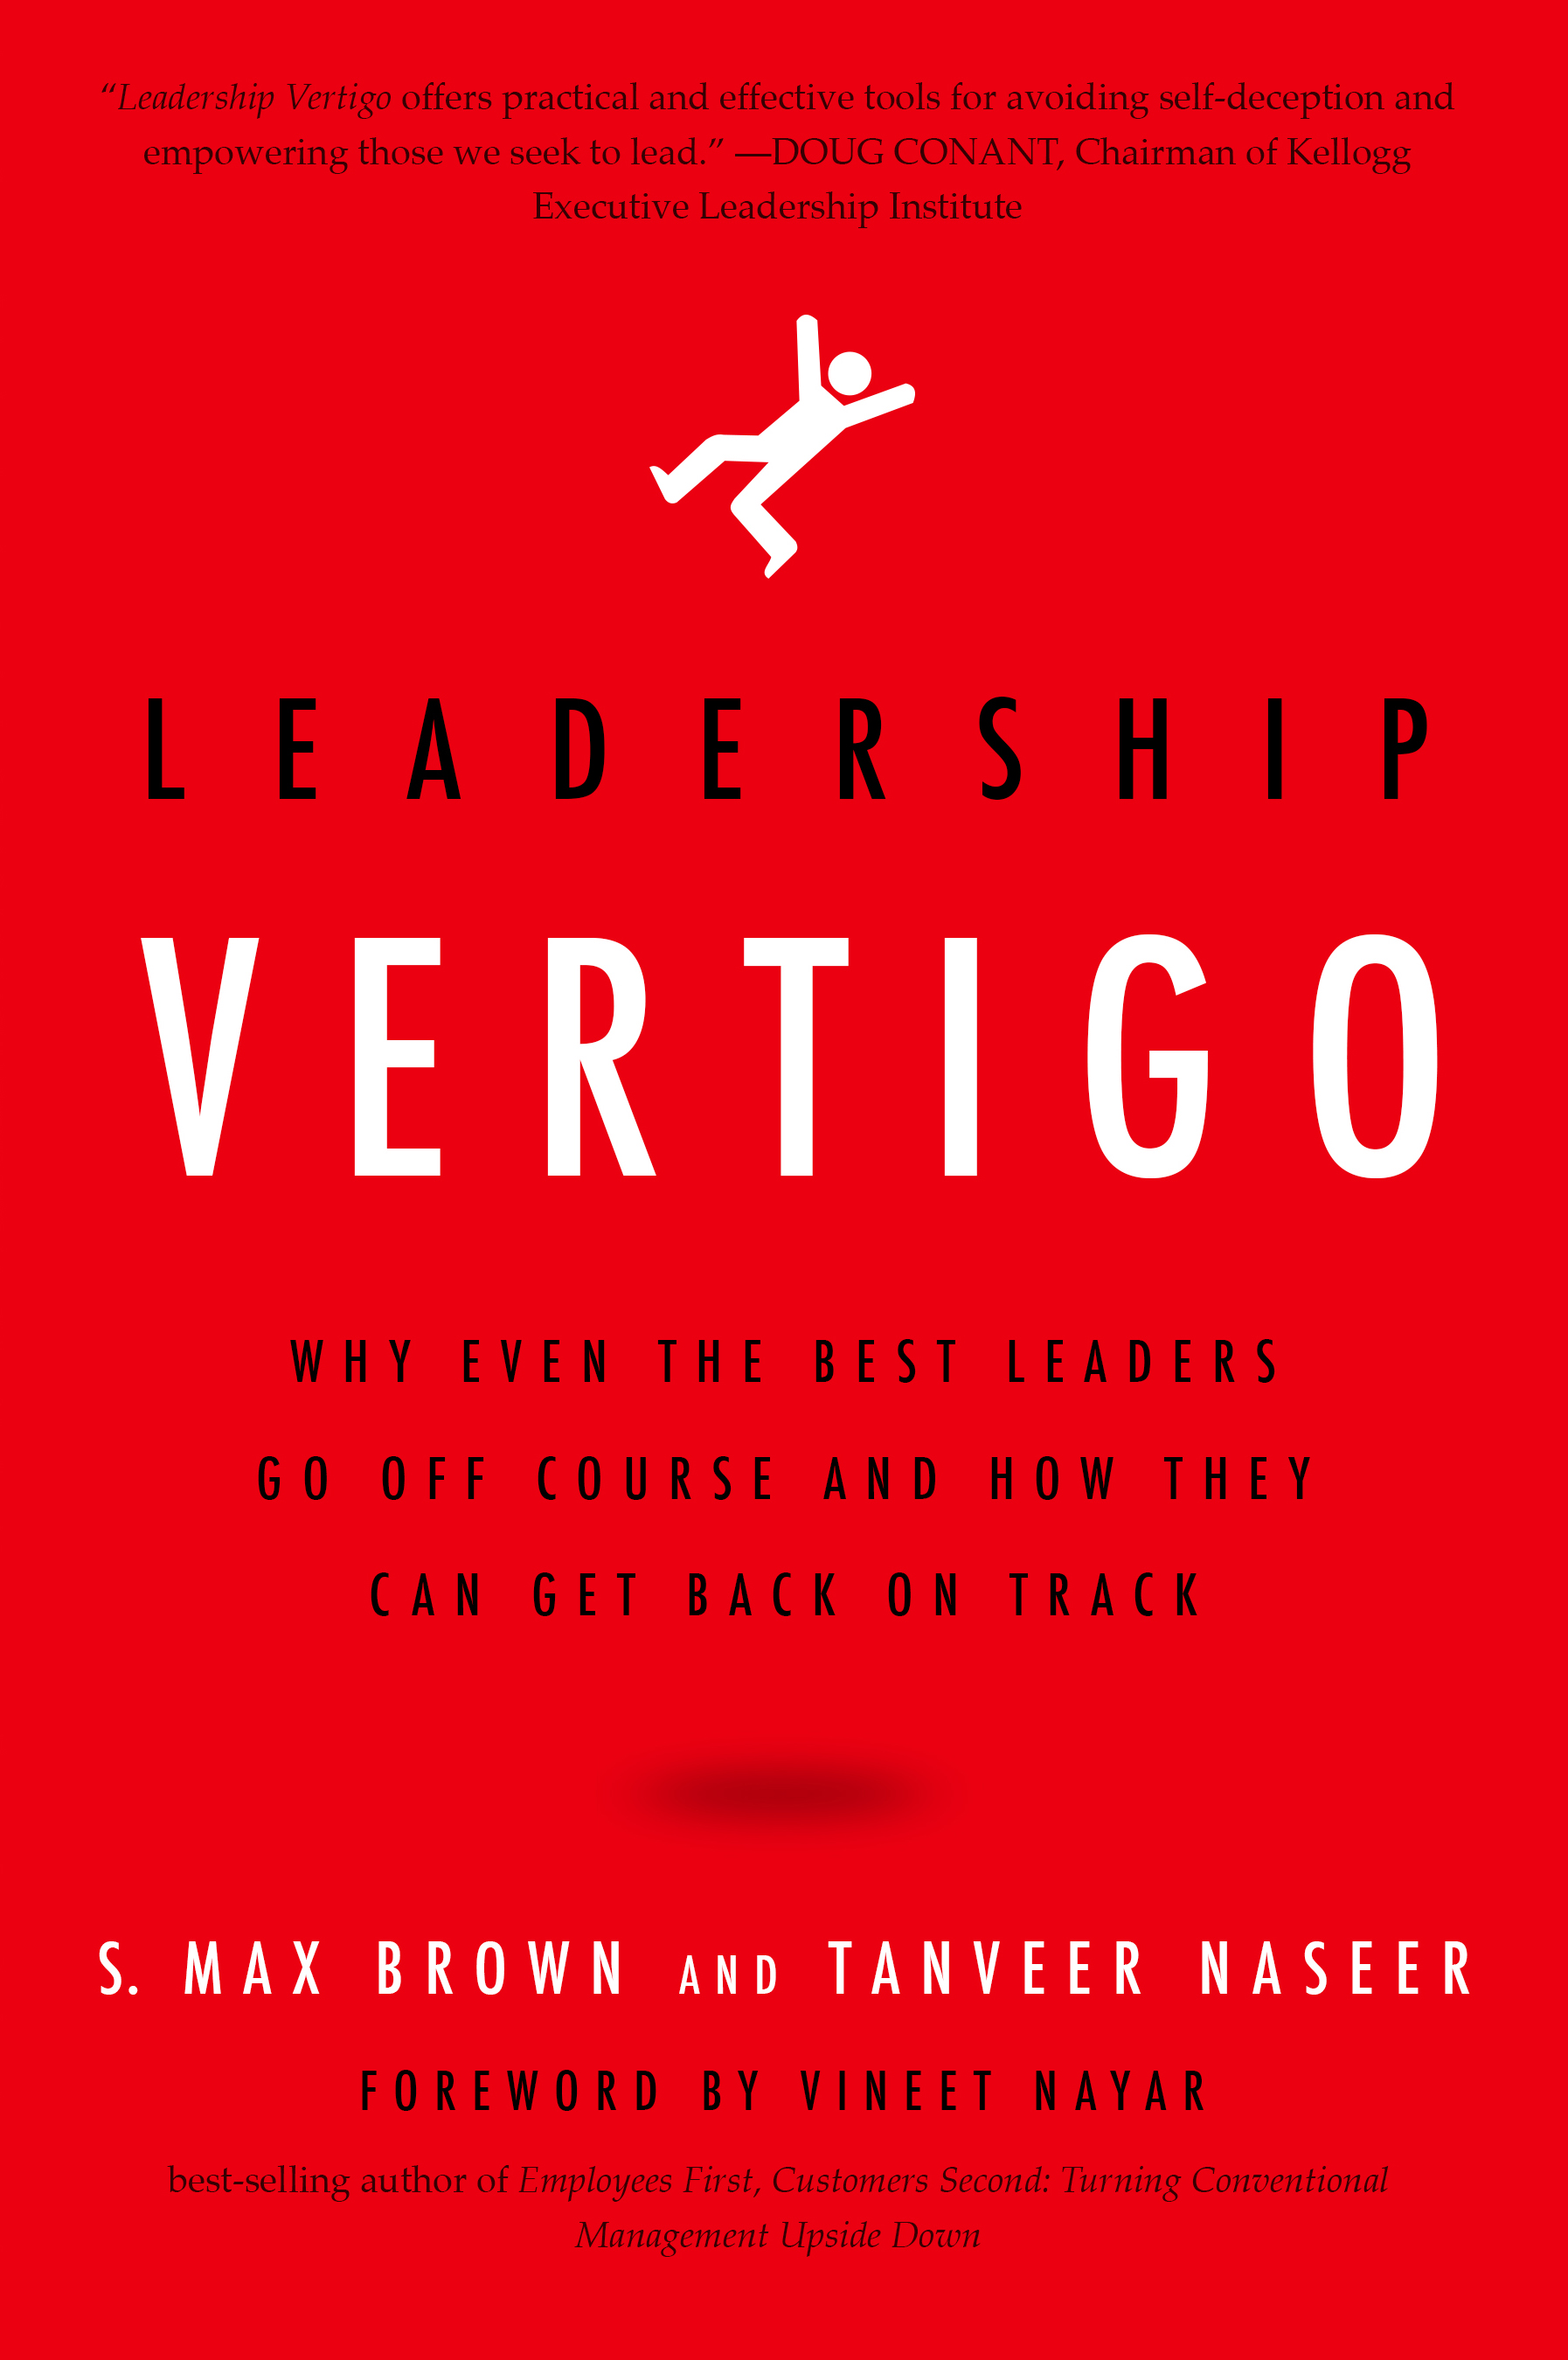 “Leadership Vertigo offers practical and effective tools for avoiding self-deception and
empowering those we seek to lead.” —DOUG CONANT, Chairman of Kellogg
Executive Leadership Institute
LEADERSHIP
VERTIGO
WHY EVEN THE BEST LEADERS
GO OFF COURSE AND HOW THEY
CAN GET BACK ON TRACK
S. MAX BROWN AND TANVEER NASEER
FOREWORD BY VINEET NAYAR
best-selling author of Employees First, Customers Second: Turning Conventional
Management Upside Down